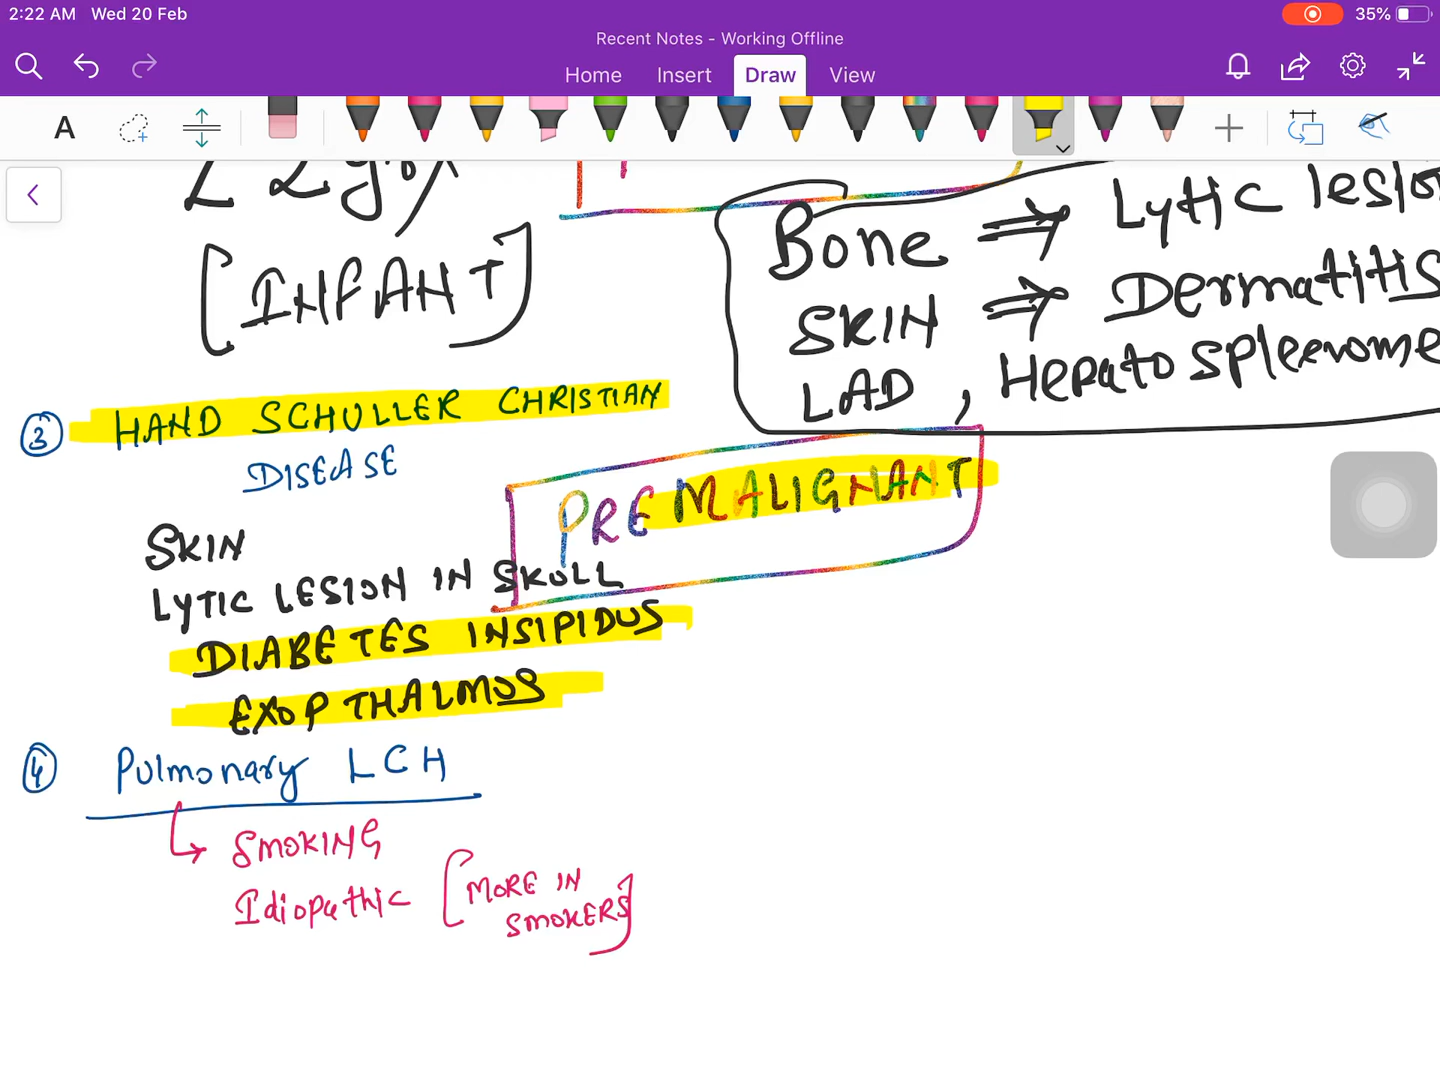 2:22 AM Wed 20 Feb
35%
Recent Notes - Working Offline
Home Insert Draw View
A
[INFANT]
Bone ⇒ Lytic lesio
SKIN ⇒ Dermatitis
LAD , Hepato spleenome
3 HAND SCHULLER CHRISTIAN
DISEASE
PREMALIGNANT
SKIN
LYTIC LESION IN SKULL
DIABETES INSIPIDUS
EXOPTHALMOS
4 Pulmonary LCH
↳ SMOKING
Idiopathic [MORE IN
SMOKERS]